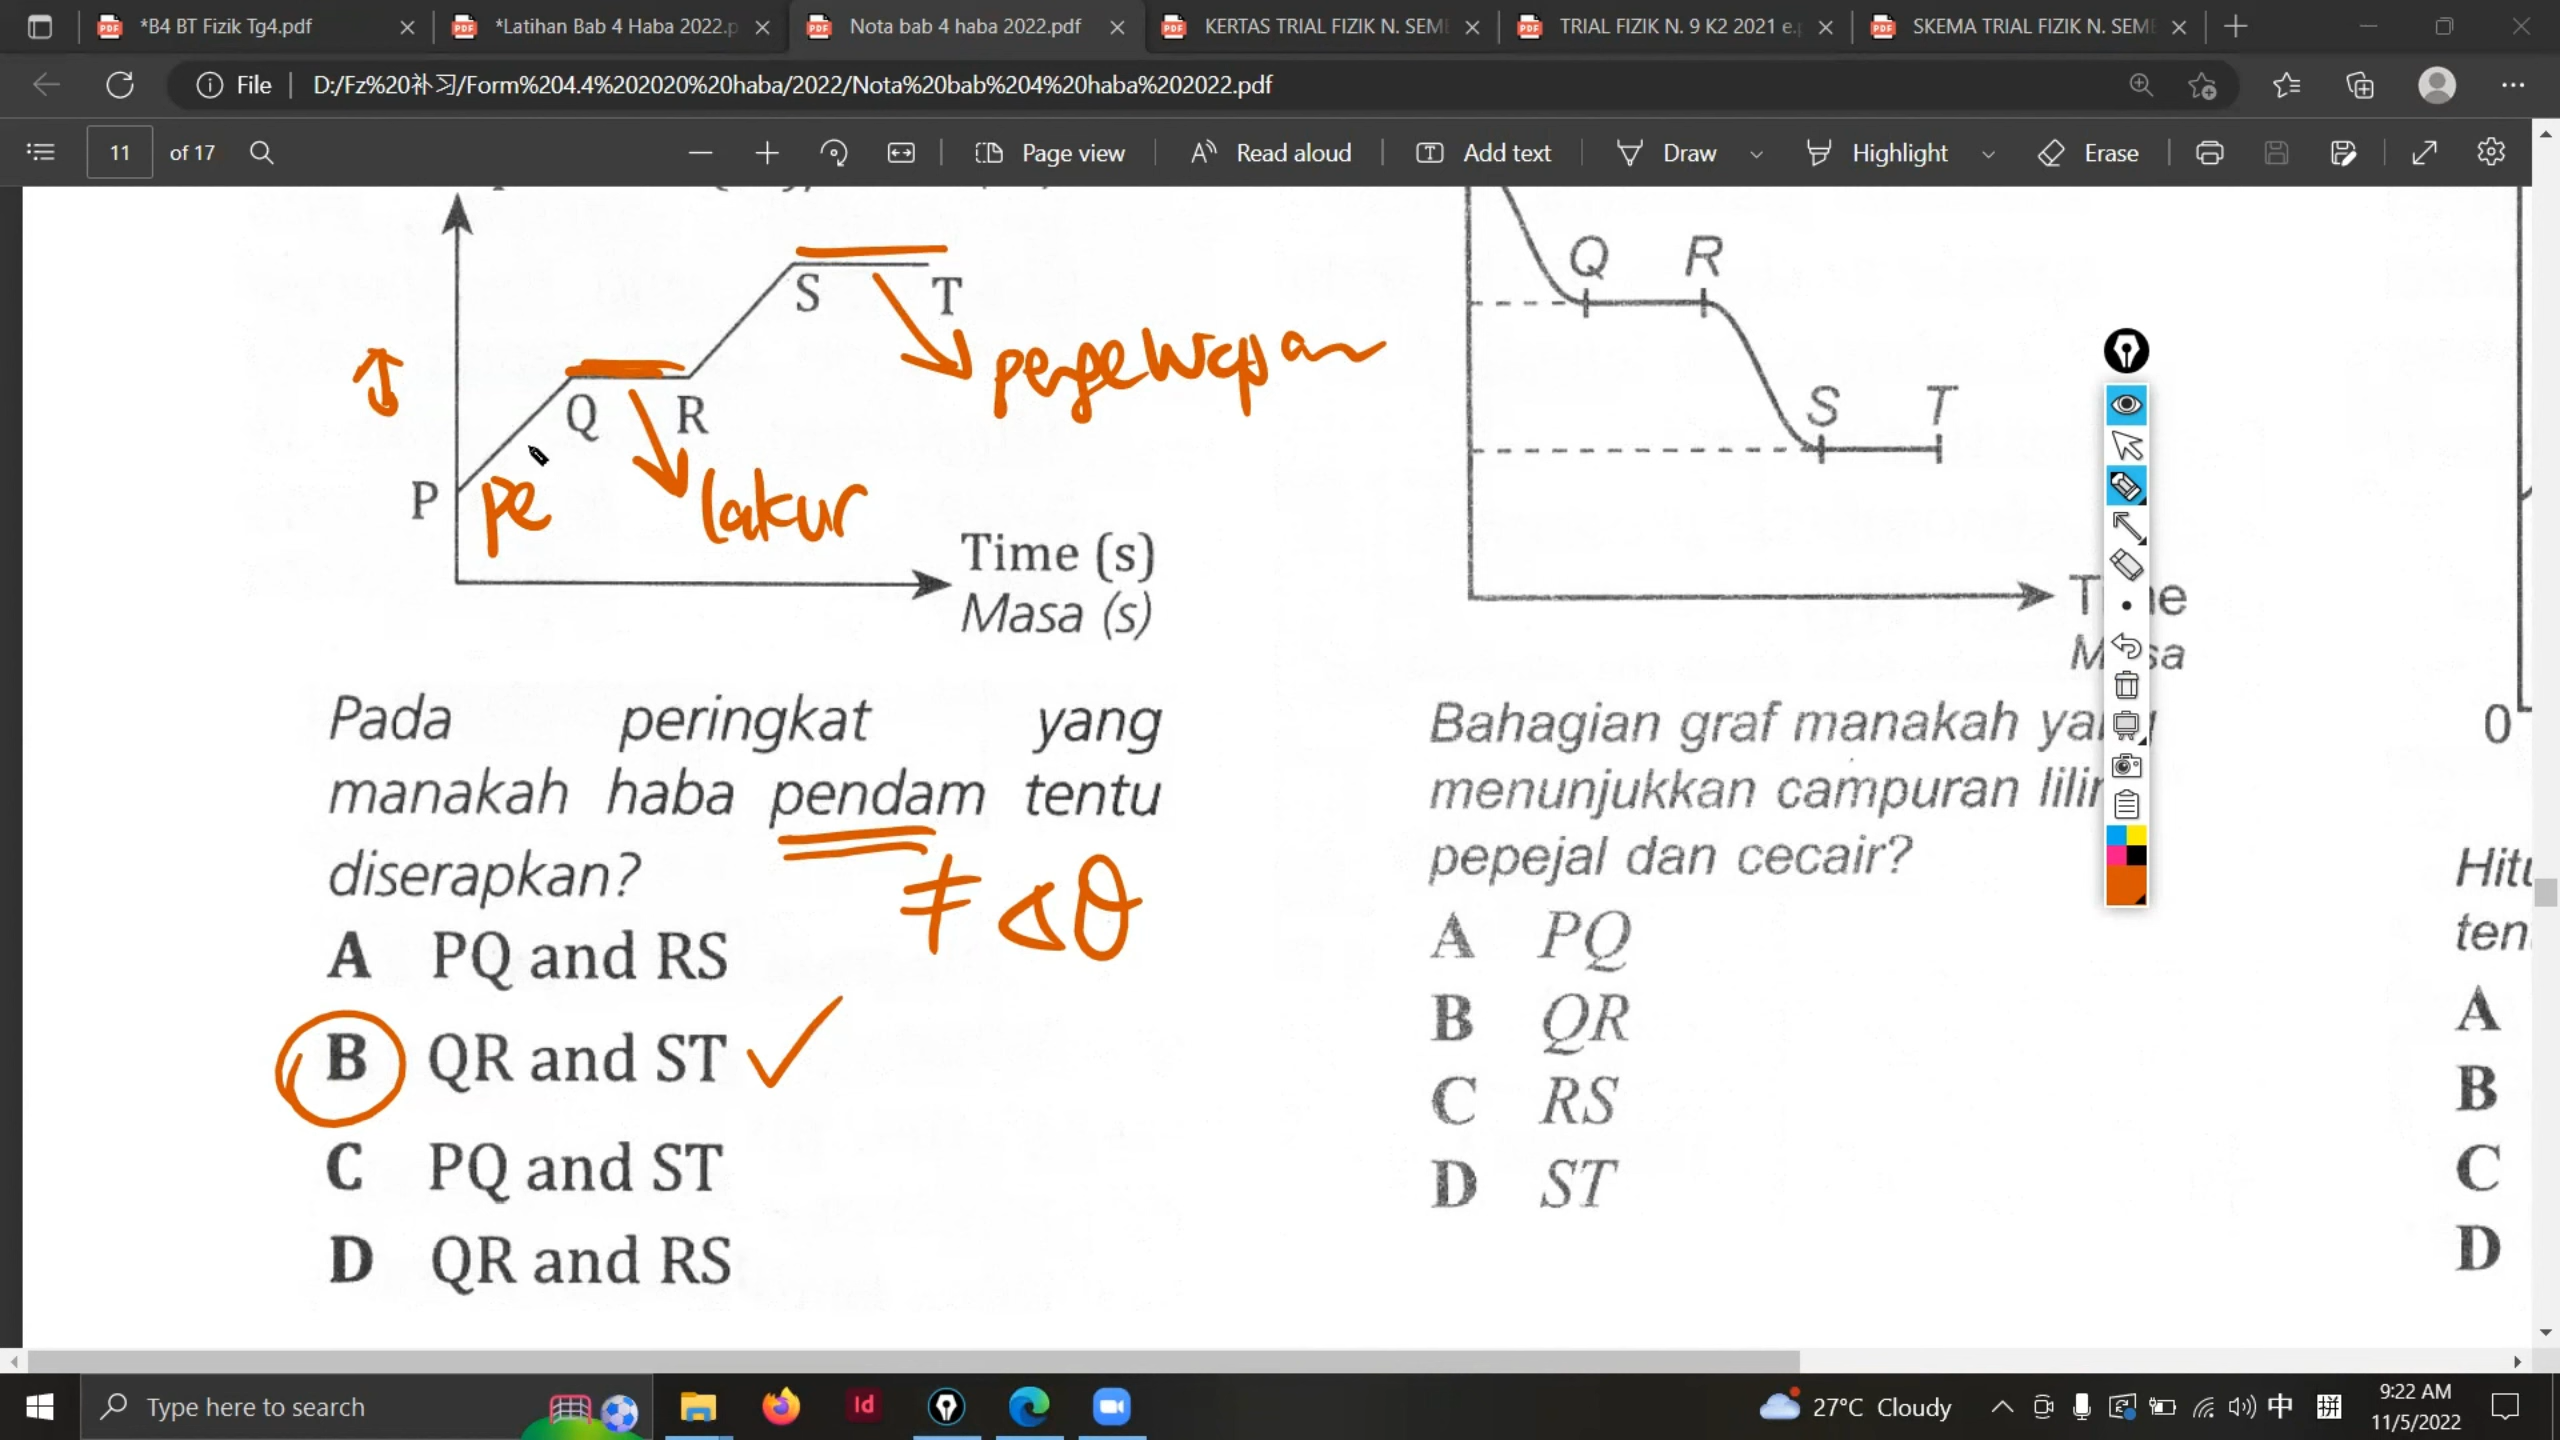 *B4 BT Fizik Tg4.pdf
*Latihan Bab 4 Haba 2022.p
Nota bab 4 haba 2022.pdf
KERTAS TRIAL FIZIK N. SEM
TRIAL FIZIK N. 9 K2 2021 e.
SKEMA TRIAL FIZIK N. SEM
File
D:/Fz%20补习/Form%204.4%202020%20haba/2022/Nota%20bab%204%20haba%202022.pdf
11 of 17
Page view
Read aloud
Add text
Draw
Highlight
Erase
S
T
pengewapan
Q
R
P
pe
lakur
Time (s)
Masa (s)
Pada peringkat yang
manakah haba pendam tentu
diserapkan?
≠ Δθ
A PQ and RS
B QR and ST ✓
C PQ and ST
D QR and RS
Q R
S T
Bahagian graf manakah
menunjukkan campuran
pepejal dan cecair?
A PQ
B QR
C RS
D ST
0
A
B
C
D
Type here to search
Id
27°C Cloudy
中
拼
9:22 AM
11/5/2022